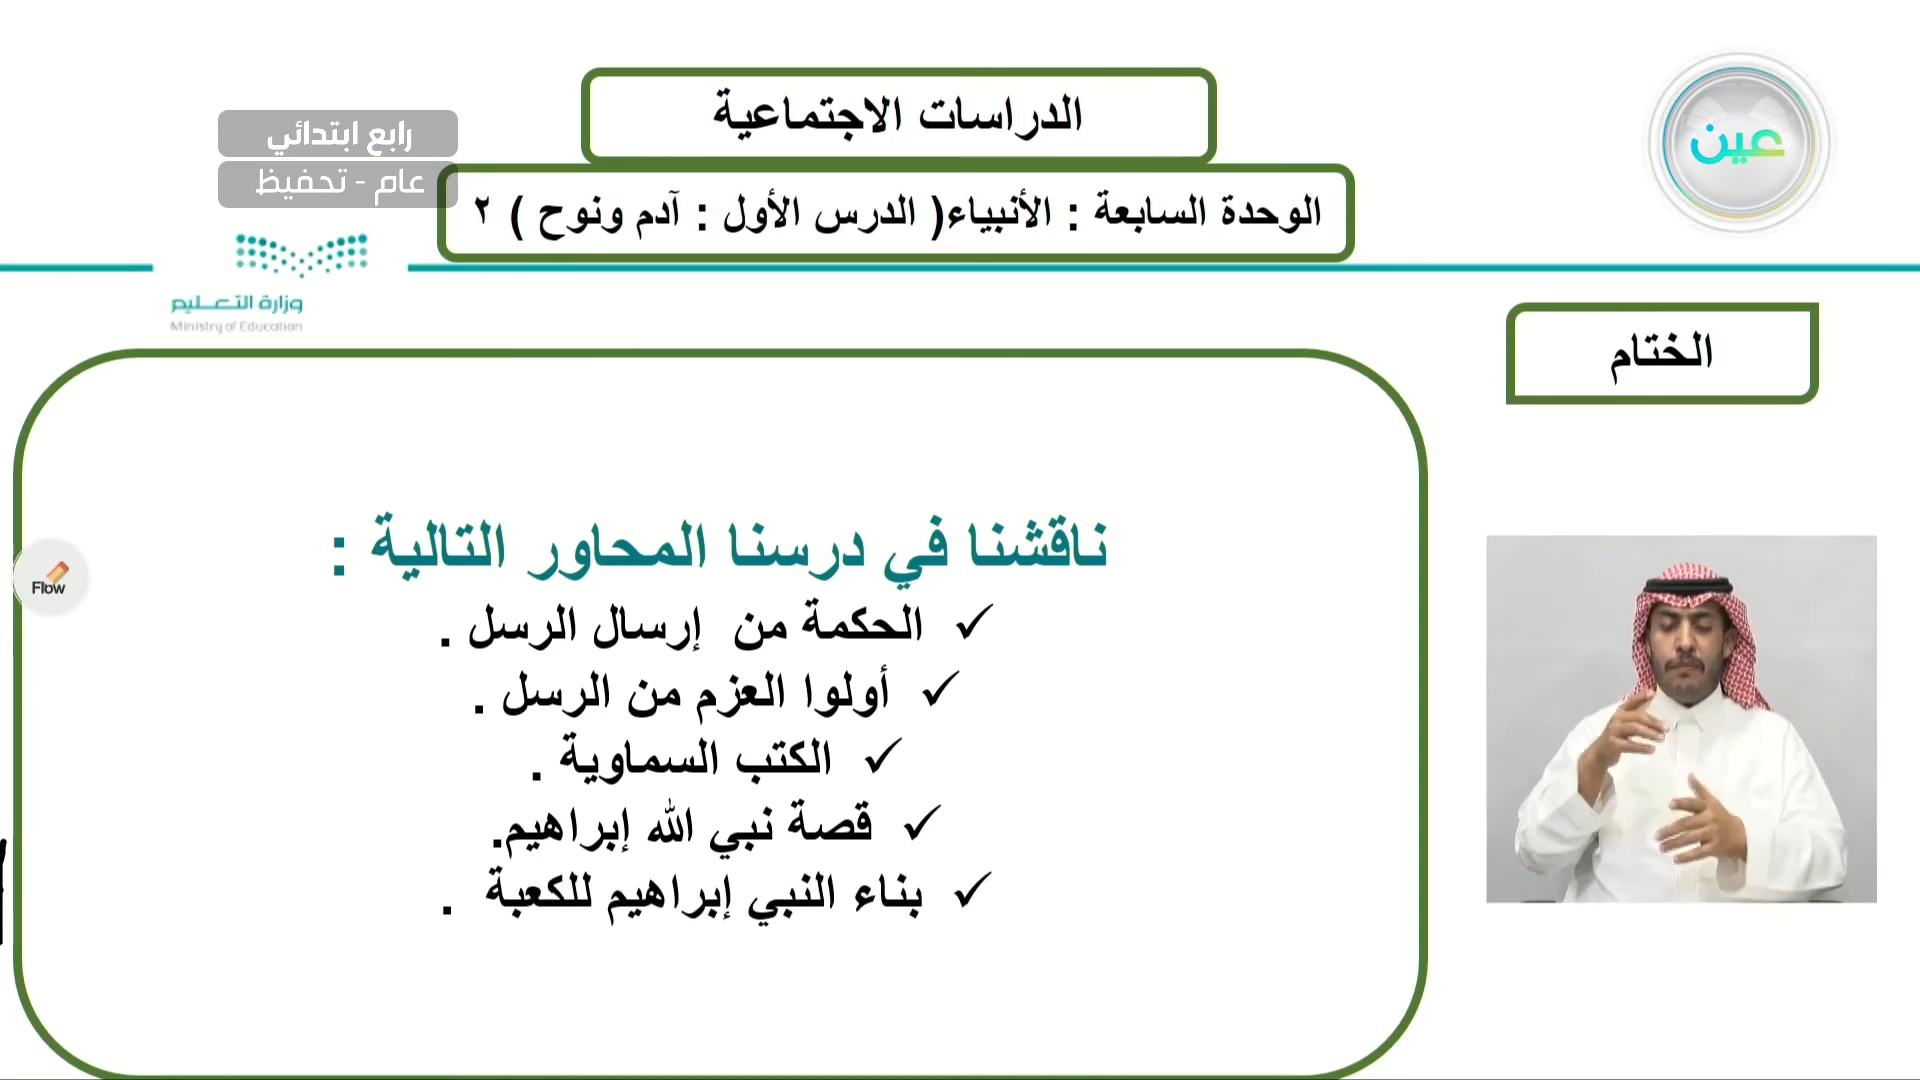 الدراسات الاجتماعية
رابع ابتدائي
عام - تحفيظ
الوحدة السابعة : الأنبياء( الدرس الأول : آدم ونوح ) ٢
عين
وزارة التعليم
Ministry of Education
الختام
ناقشنا في درسنا المحاور التالية :
✓ الحكمة من إرسال الرسل .
✓ أولوا العزم من الرسل .
✓ الكتب السماوية .
✓ قصة نبي الله إبراهيم.
✓ بناء النبي إبراهيم للكعبة .
Flow